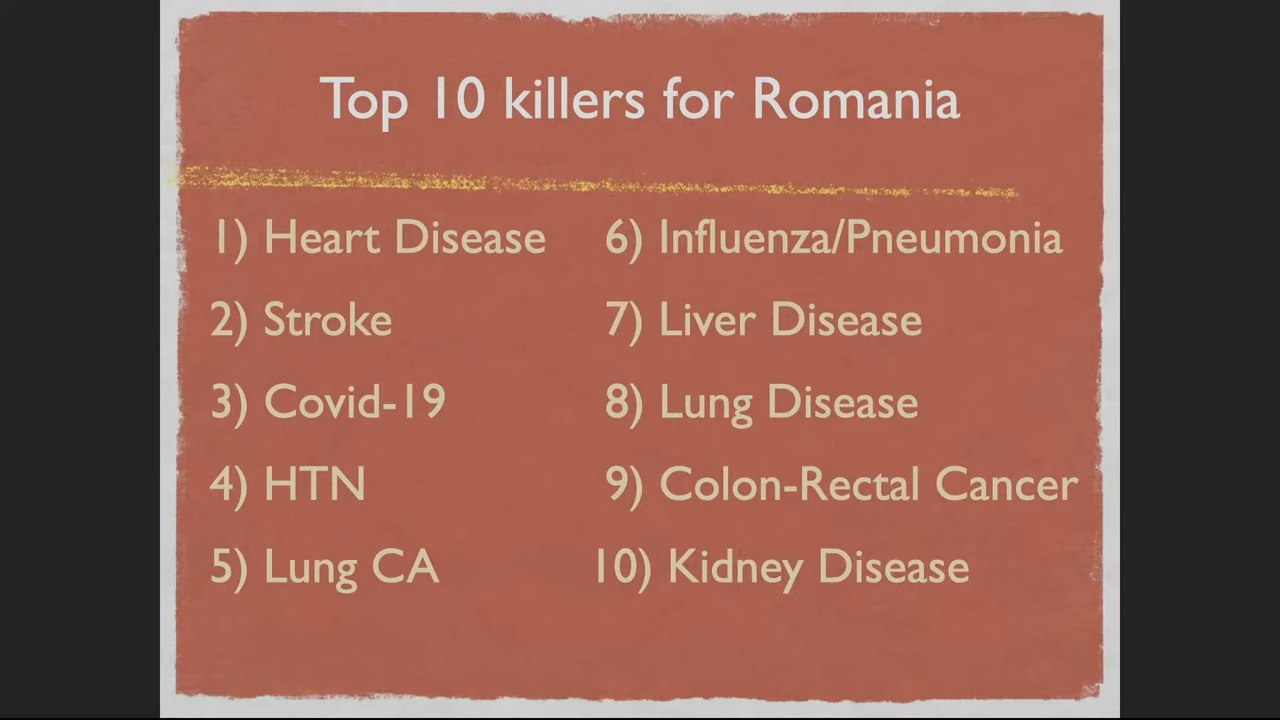 Top 10 killers for Romania
1) Heart Disease
2) Stroke
3) Covid-19
4) HTN
5) Lung CA
6) Influenza/Pneumonia
7) Liver Disease
8) Lung Disease
9) Colon-Rectal Cancer
10) Kidney Disease